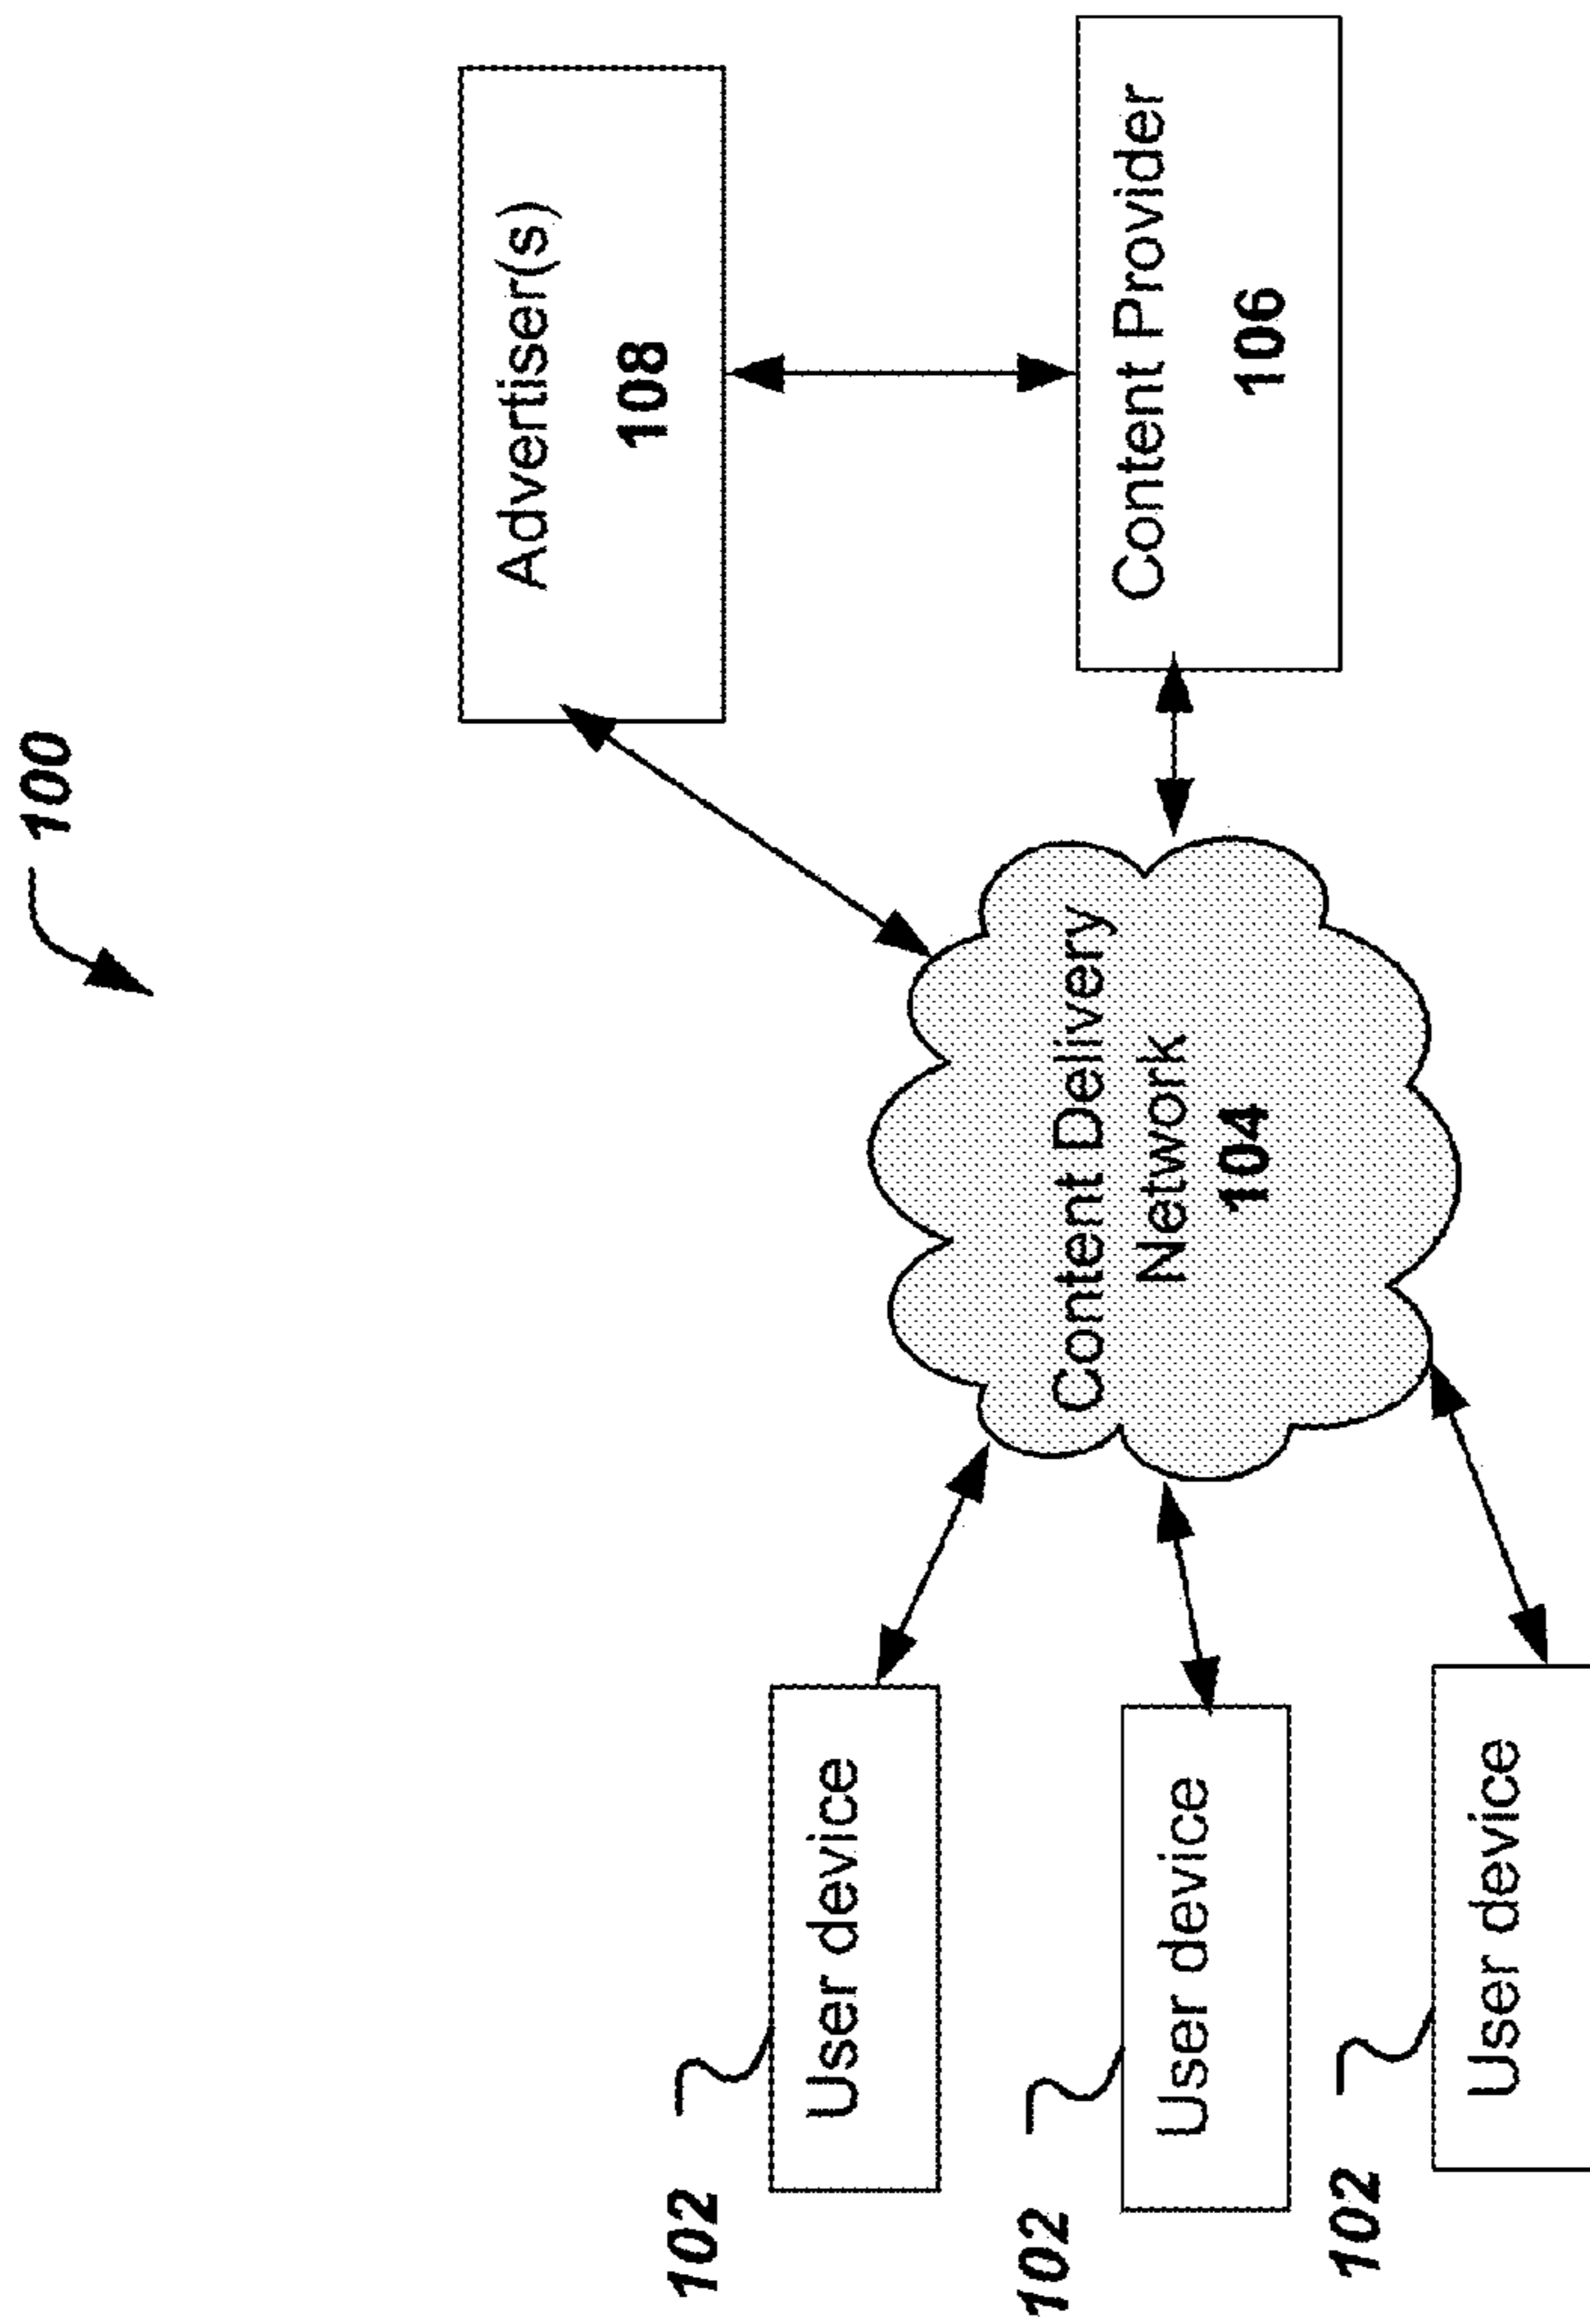 100
Advertiser(s)
108
Content Provider
106
Content Delivery
Network
104
102
User device
102
User device
102
User device